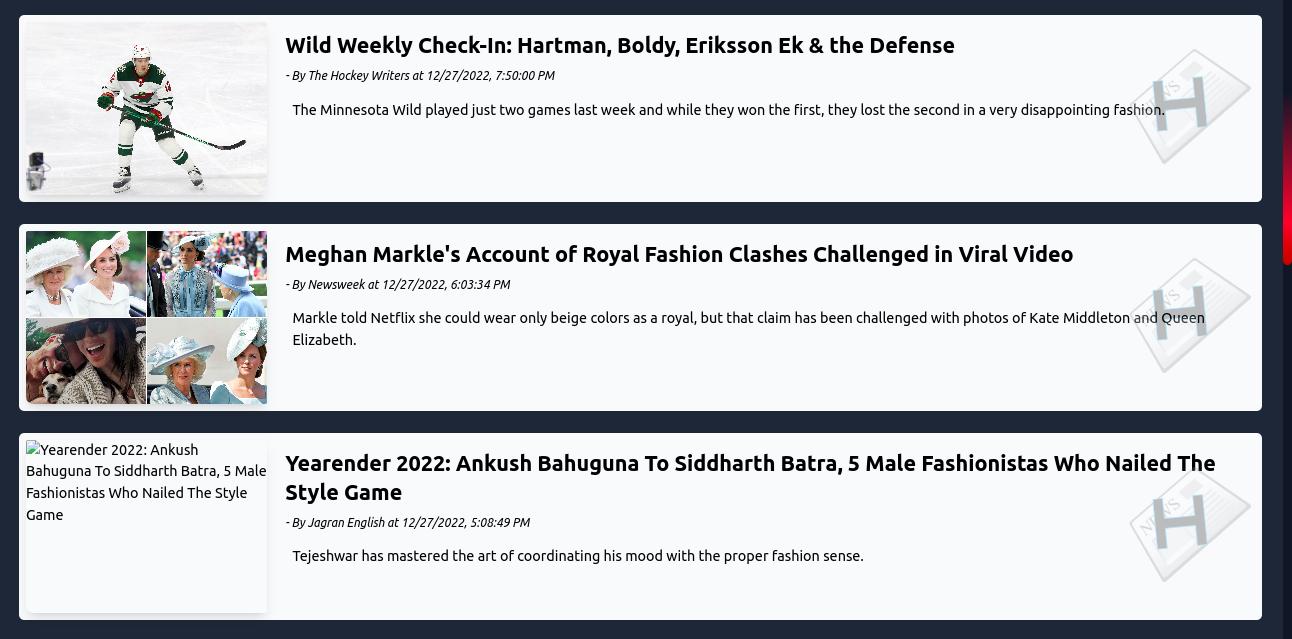 Wild Weekly Check-In: Hartman, Boldy, Eriksson Ek & the Defense
- By The Hockey Writers at 12/27/2022, 7:50:00 PM
The Minnesota Wild played just two games last week and while they won the first, they lost the second in a very disappointing fashion.
NEWS
H
Meghan Markle's Account of Royal Fashion Clashes Challenged in Viral Video
- By Newsweek at 12/27/2022, 6:03:34 PM
Markle told Netflix she could wear only beige colors as a royal, but that claim has been challenged with photos of Kate Middleton and Queen
Elizabeth.
NEWS
H
Yearender 2022: Ankush
Bahuguna To Siddharth Batra, 5 Male
Fashionistas Who Nailed The Style
Game
Yearender 2022: Ankush Bahuguna To Siddharth Batra, 5 Male Fashionistas Who Nailed The
Style Game
- By Jagran English at 12/27/2022, 5:08:49 PM
Tejeshwar has mastered the art of coordinating his mood with the proper fashion sense.
NEWS
H